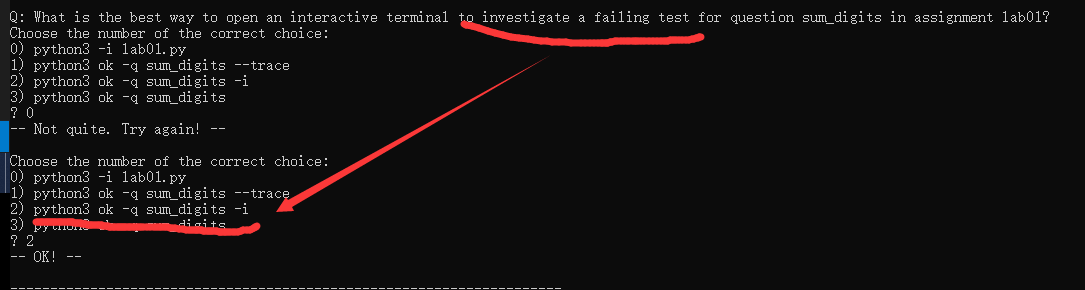 Q: What is the best way to open an interactive terminal to investigate a failing test for question sum_digits in assignment lab01?
Choose the number of the correct choice:
0) python3 -i lab01.py
1) python3 ok -q sum_digits --trace
2) python3 ok -q sum_digits -i
3) python3 ok -q sum_digits
? 0
-- Not quite. Try again! --
Choose the number of the correct choice:
0) python3 -i lab01.py
1) python3 ok -q sum_digits --trace
2) python3 ok -q sum_digits -i
3) python3 ok -q sum_digits
? 2
-- OK! --
---------------------------------------------------------------------